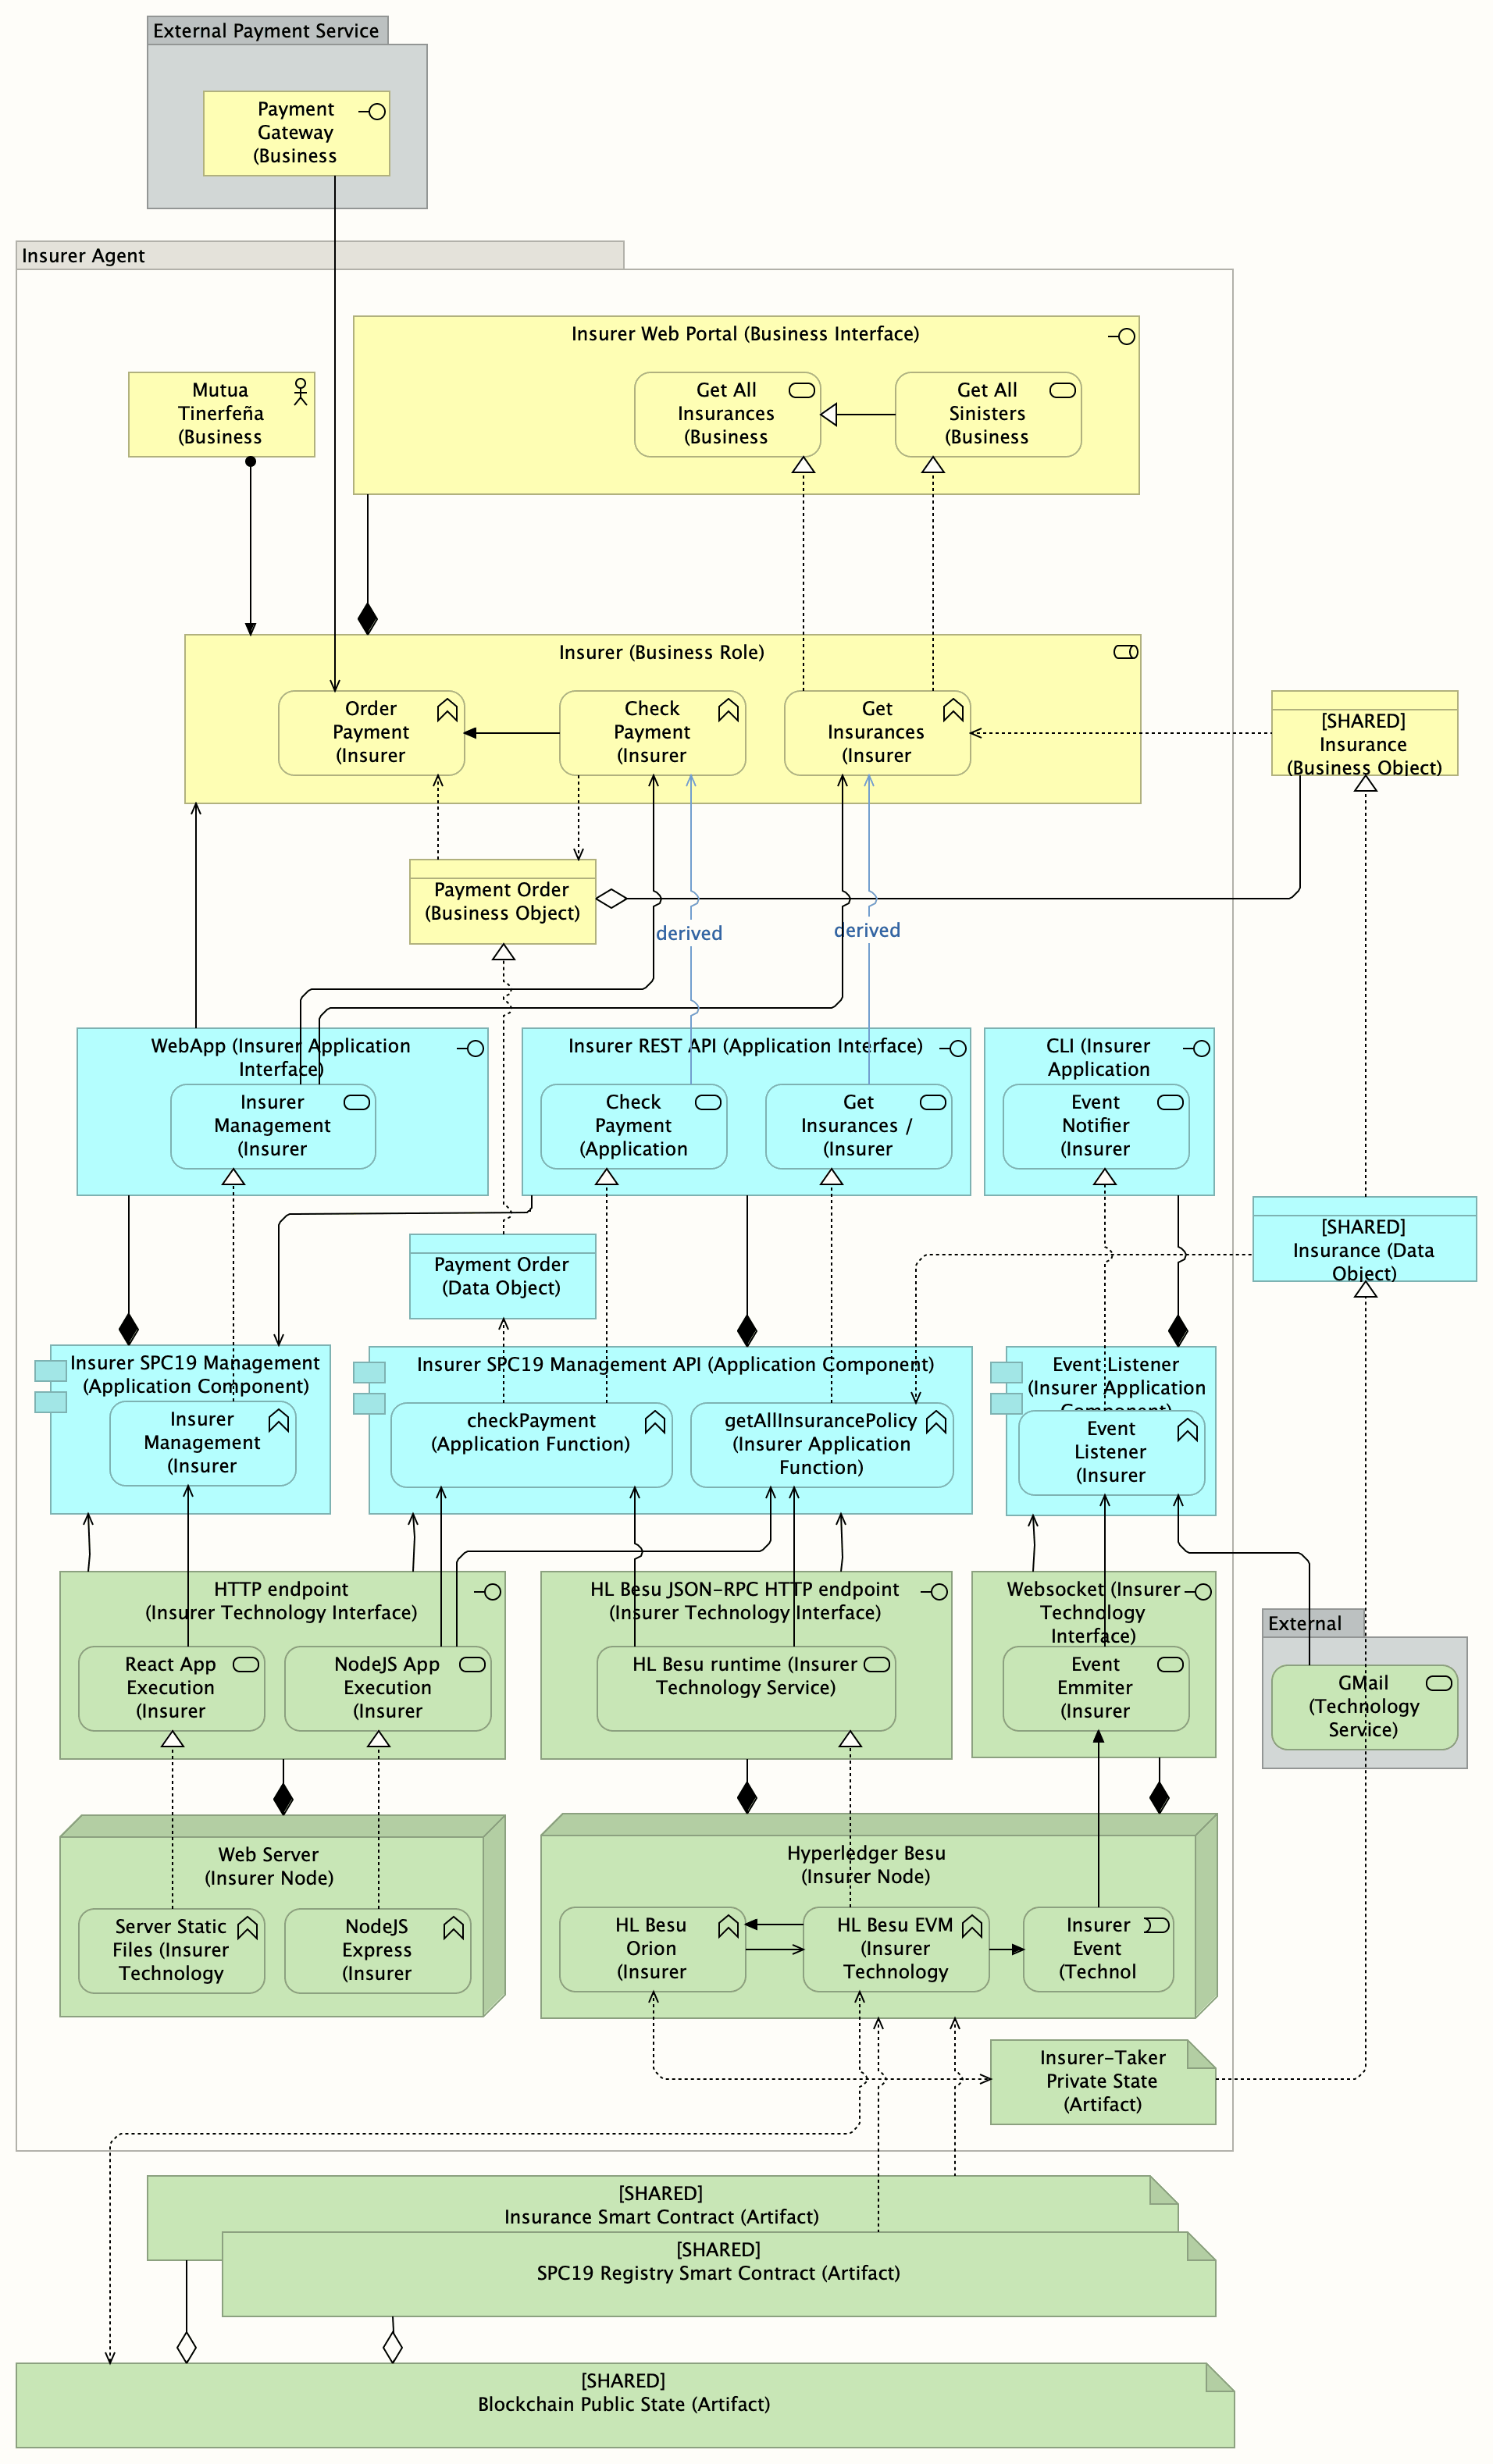 External Payment Service
Payment
Gateway
(Business
Insurer Agent
Insurer Web Portal (Business Interface)
Mutua
Tinerfeña
(Business
Get All
Insurances
(Business
Get All
Sinisters
(Business
Insurer (Business Role)
Order
Payment
(Insurer
Check
Payment
(Insurer
Get
Insurances
(Insurer
[SHARED]
Insurance
(Business Object)
Payment Order
(Business Object)
derived
derived
WebApp (Insurer Application
Interface)
Insurer
Management
(Insurer
Insurer REST API (Application Interface)
Check
Payment
(Application
Get
Insurances /
(Insurer
CLI (Insurer
Application
Event
Notifier
(Insurer
[SHARED]
Insurance (Data
Object)
Payment Order
(Data Object)
Insurer SPC19 Management
(Application Component)
Insurer
Management
(Insurer
Insurer SPC19 Management API (Application Component)
checkPayment
(Application Function)
getAllInsurancePolicy
(Insurer Application
Function)
Event Listener
(Insurer Application
Component)
Event
Listener
(Insurer
HTTP endpoint
(Insurer Technology Interface)
React App
Execution
(Insurer
NodeJS App
Execution
(Insurer
HL Besu JSON-RPC HTTP endpoint
(Insurer Technology Interface)
HL Besu runtime (Insurer
Technology Service)
Websocket (Insurer
Technology
Interface)
Event
Emmiter
(Insurer
External
GMail
(Technology
Service)
Web Server
(Insurer Node)
Server Static
Files (Insurer
Technology
NodeJS
Express
(Insurer
Hyperledger Besu
(Insurer Node)
HL Besu
Orion
(Insurer
HL Besu EVM
(Insurer
Technology
Insurer
Event
(Technol
Insurer-Taker
Private State
(Artifact)
[SHARED]
Insurance Smart Contract (Artifact)
[SHARED]
SPC19 Registry Smart Contract (Artifact)
[SHARED]
Blockchain Public State (Artifact)